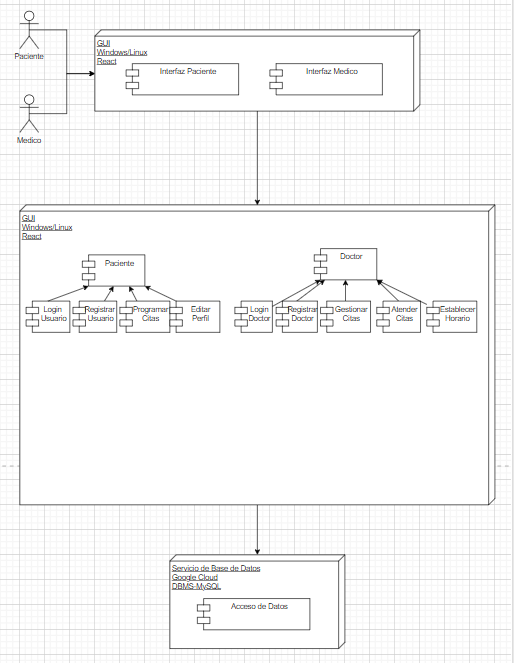 Paciente
Medico
GUI
Windows/Linux
React
Interfaz Paciente
Interfaz Medico
GUI
Windows/Linux
React
Paciente
Doctor
Login
Usuario
Registrar
Usuario
Programar
Citas
Editar
Perfil
Login
Doctor
Registrar
Doctor
Gestionar
Citas
Atender
Citas
Establecer
Horario
Servicio de Base de Datos
Google Cloud
DBMS-MySQL
Acceso de Datos